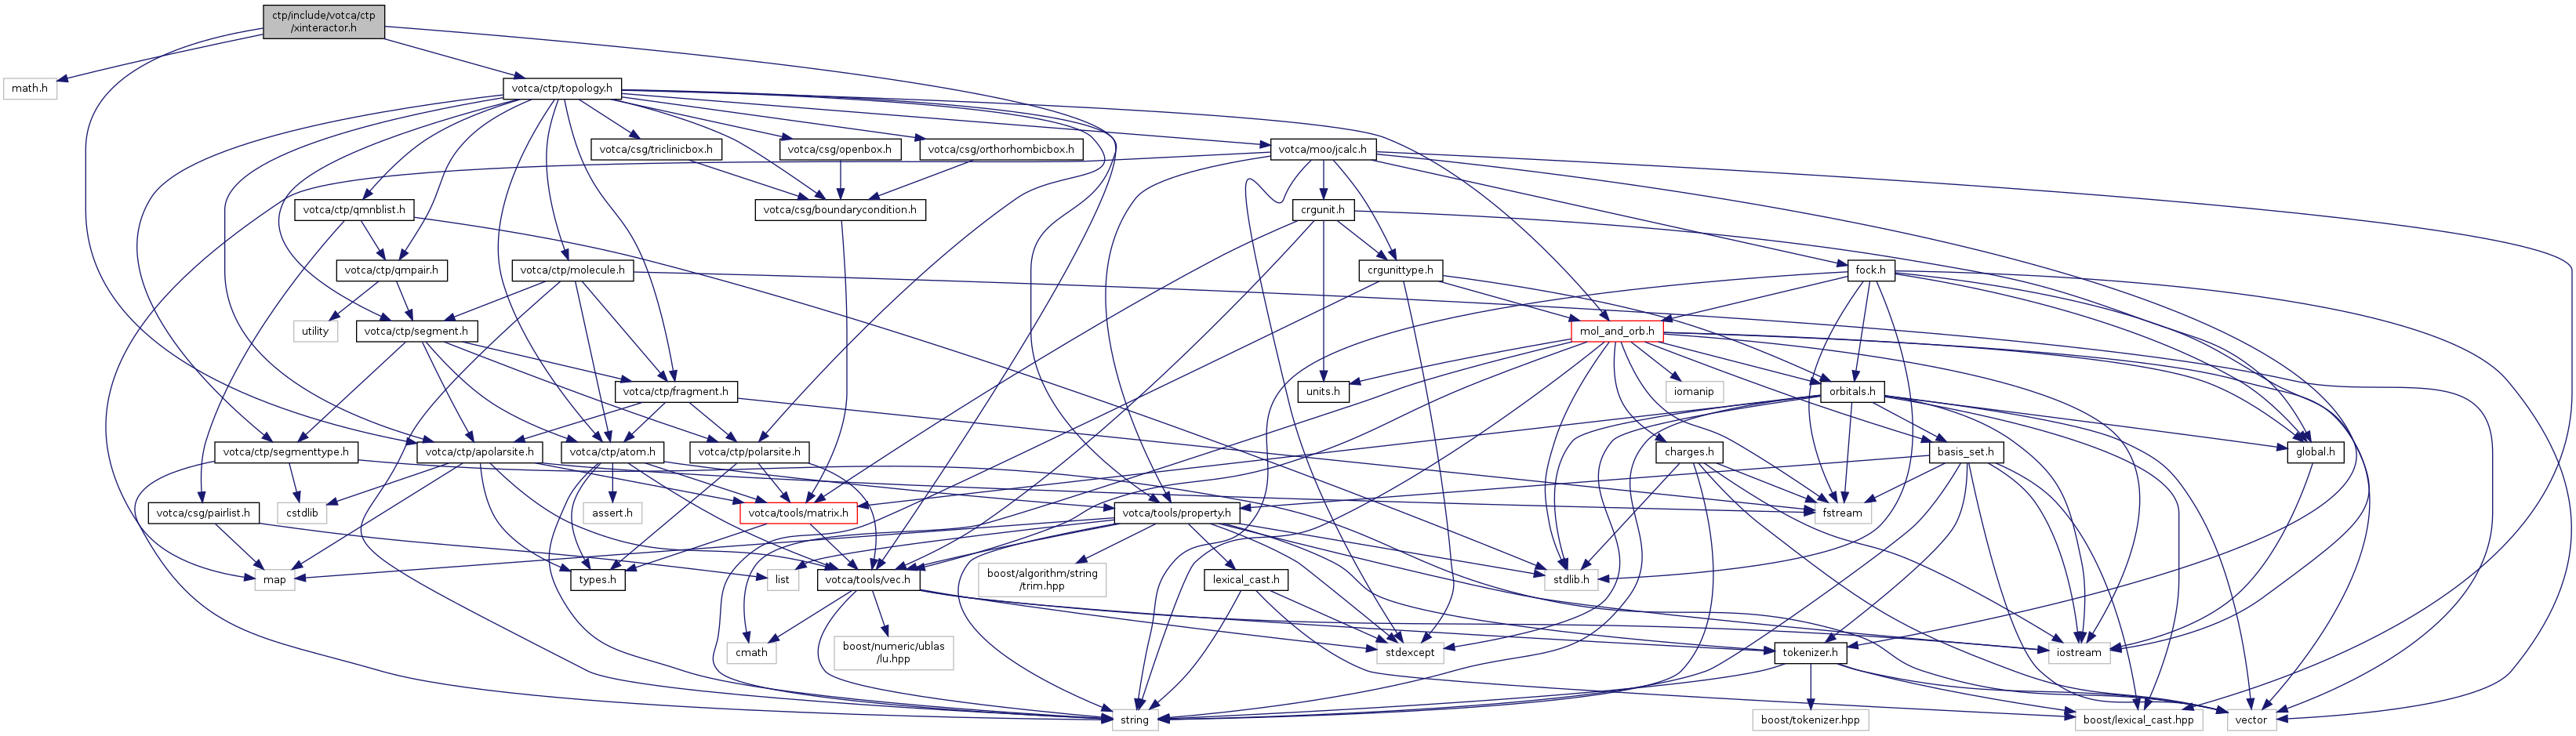 ctp/include/votca/ctp
/xinteractor.h
math.h
votca/ctp/topology.h
votca/csg/triclinicbox.h
votca/csg/openbox.h
votca/csg/orthorhombicbox.h
votca/moo/jcalc.h
votca/ctp/qmnblist.h
votca/csg/boundarycondition.h
crgunit.h
votca/ctp/qmpair.h
votca/ctp/molecule.h
crgunittype.h
fock.h
utility
votca/ctp/segment.h
mol_and_orb.h
votca/ctp/fragment.h
units.h
iomanip
orbitals.h
votca/ctp/segmenttype.h
votca/ctp/apolarsite.h
votca/ctp/atom.h
votca/ctp/polarsite.h
charges.h
basis_set.h
global.h
votca/csg/pairlist.h
cstdlib
assert.h
votca/tools/matrix.h
votca/tools/property.h
fstream
map
types.h
list
votca/tools/vec.h
boost/algorithm/string
/trim.hpp
lexical_cast.h
stdlib.h
cmath
boost/numeric/ublas
/lu.hpp
stdexcept
tokenizer.h
iostream
string
boost/tokenizer.hpp
boost/lexical_cast.hpp
vector